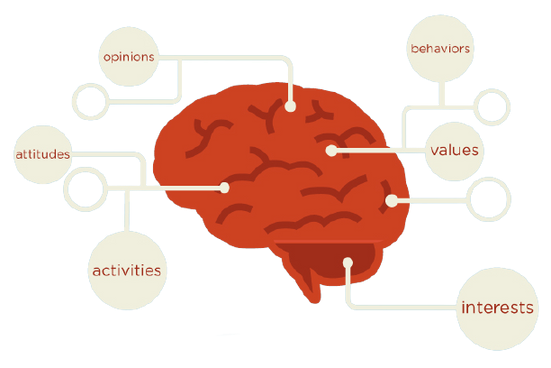 opinions
behaviors
attitudes
values
activities
interests